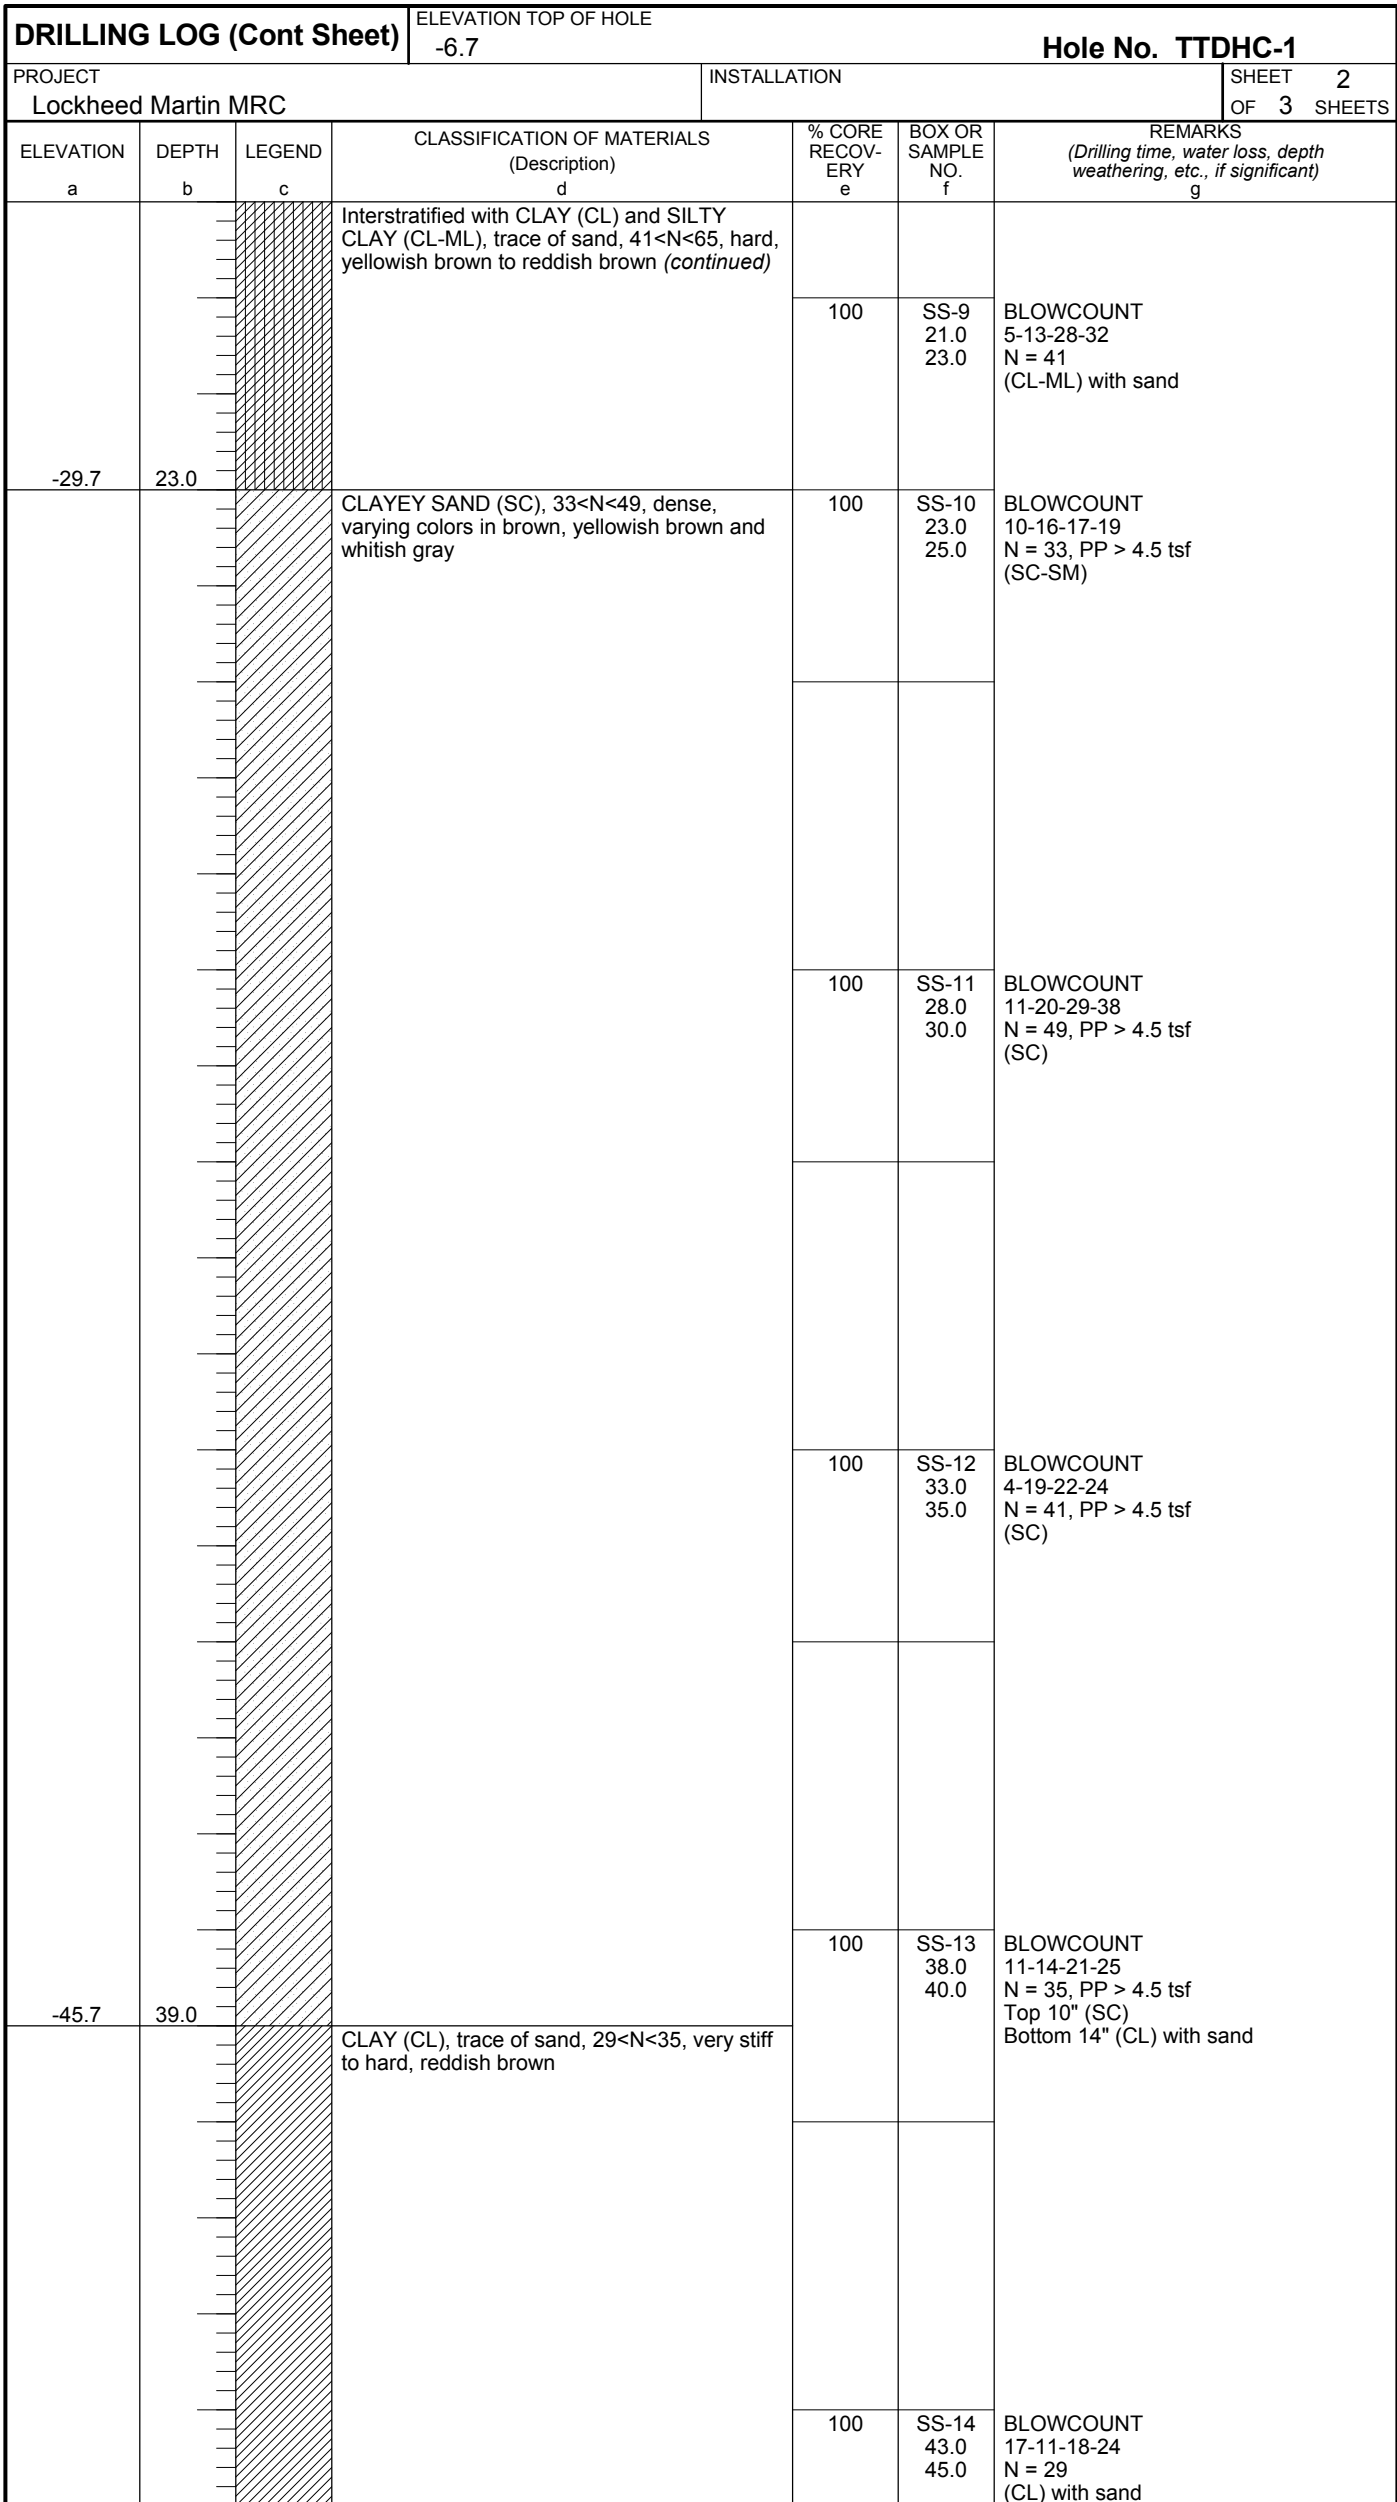 DRILLING LOG (Cont Sheet)
ELEVATION TOP OF HOLE
-6.7
Hole No. TTDHC-1
PROJECT
Lockheed Martin MRC
INSTALLATION
SHEET 2
OF 3 SHEETS
ELEVATION
a
DEPTH
b
LEGEND
c
CLASSIFICATION OF MATERIALS
(Description)
d
% CORE
RECOV-
ERY
e
BOX OR
SAMPLE
NO.
f
REMARKS
(Drilling time, water loss, depth
weathering, etc., if significant)
g
Interstratified with CLAY (CL) and SILTY
CLAY (CL-ML), trace of sand, 41<N<65, hard,
yellowish brown to reddish brown (continued)
100
SS-9
21.0
23.0
BLOWCOUNT
5-13-28-32
N = 41
(CL-ML) with sand
-29.7 23.0
CLAYEY SAND (SC), 33<N<49, dense,
varying colors in brown, yellowish brown and
whitish gray
100
SS-10
23.0
25.0
BLOWCOUNT
10-16-17-19
N = 33, PP > 4.5 tsf
(SC-SM)
100
SS-11
28.0
30.0
BLOWCOUNT
11-20-29-38
N = 49, PP > 4.5 tsf
(SC)
100
SS-12
33.0
35.0
BLOWCOUNT
4-19-22-24
N = 41, PP > 4.5 tsf
(SC)
100
SS-13
38.0
40.0
BLOWCOUNT
11-14-21-25
N = 35, PP > 4.5 tsf
Top 10" (SC)
Bottom 14" (CL) with sand
-45.7 39.0
CLAY (CL), trace of sand, 29<N<35, very stiff
to hard, reddish brown
100
SS-14
43.0
45.0
BLOWCOUNT
17-11-18-24
N = 29
(CL) with sand